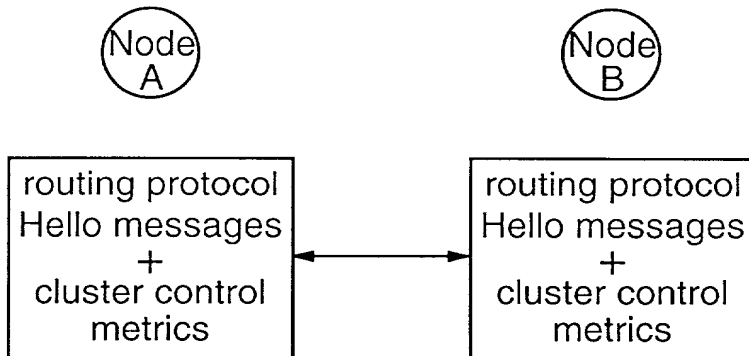 Node
A
Node
B
routing protocol
Hello messages
+
cluster control
metrics
routing protocol
Hello messages
+
cluster control
metrics